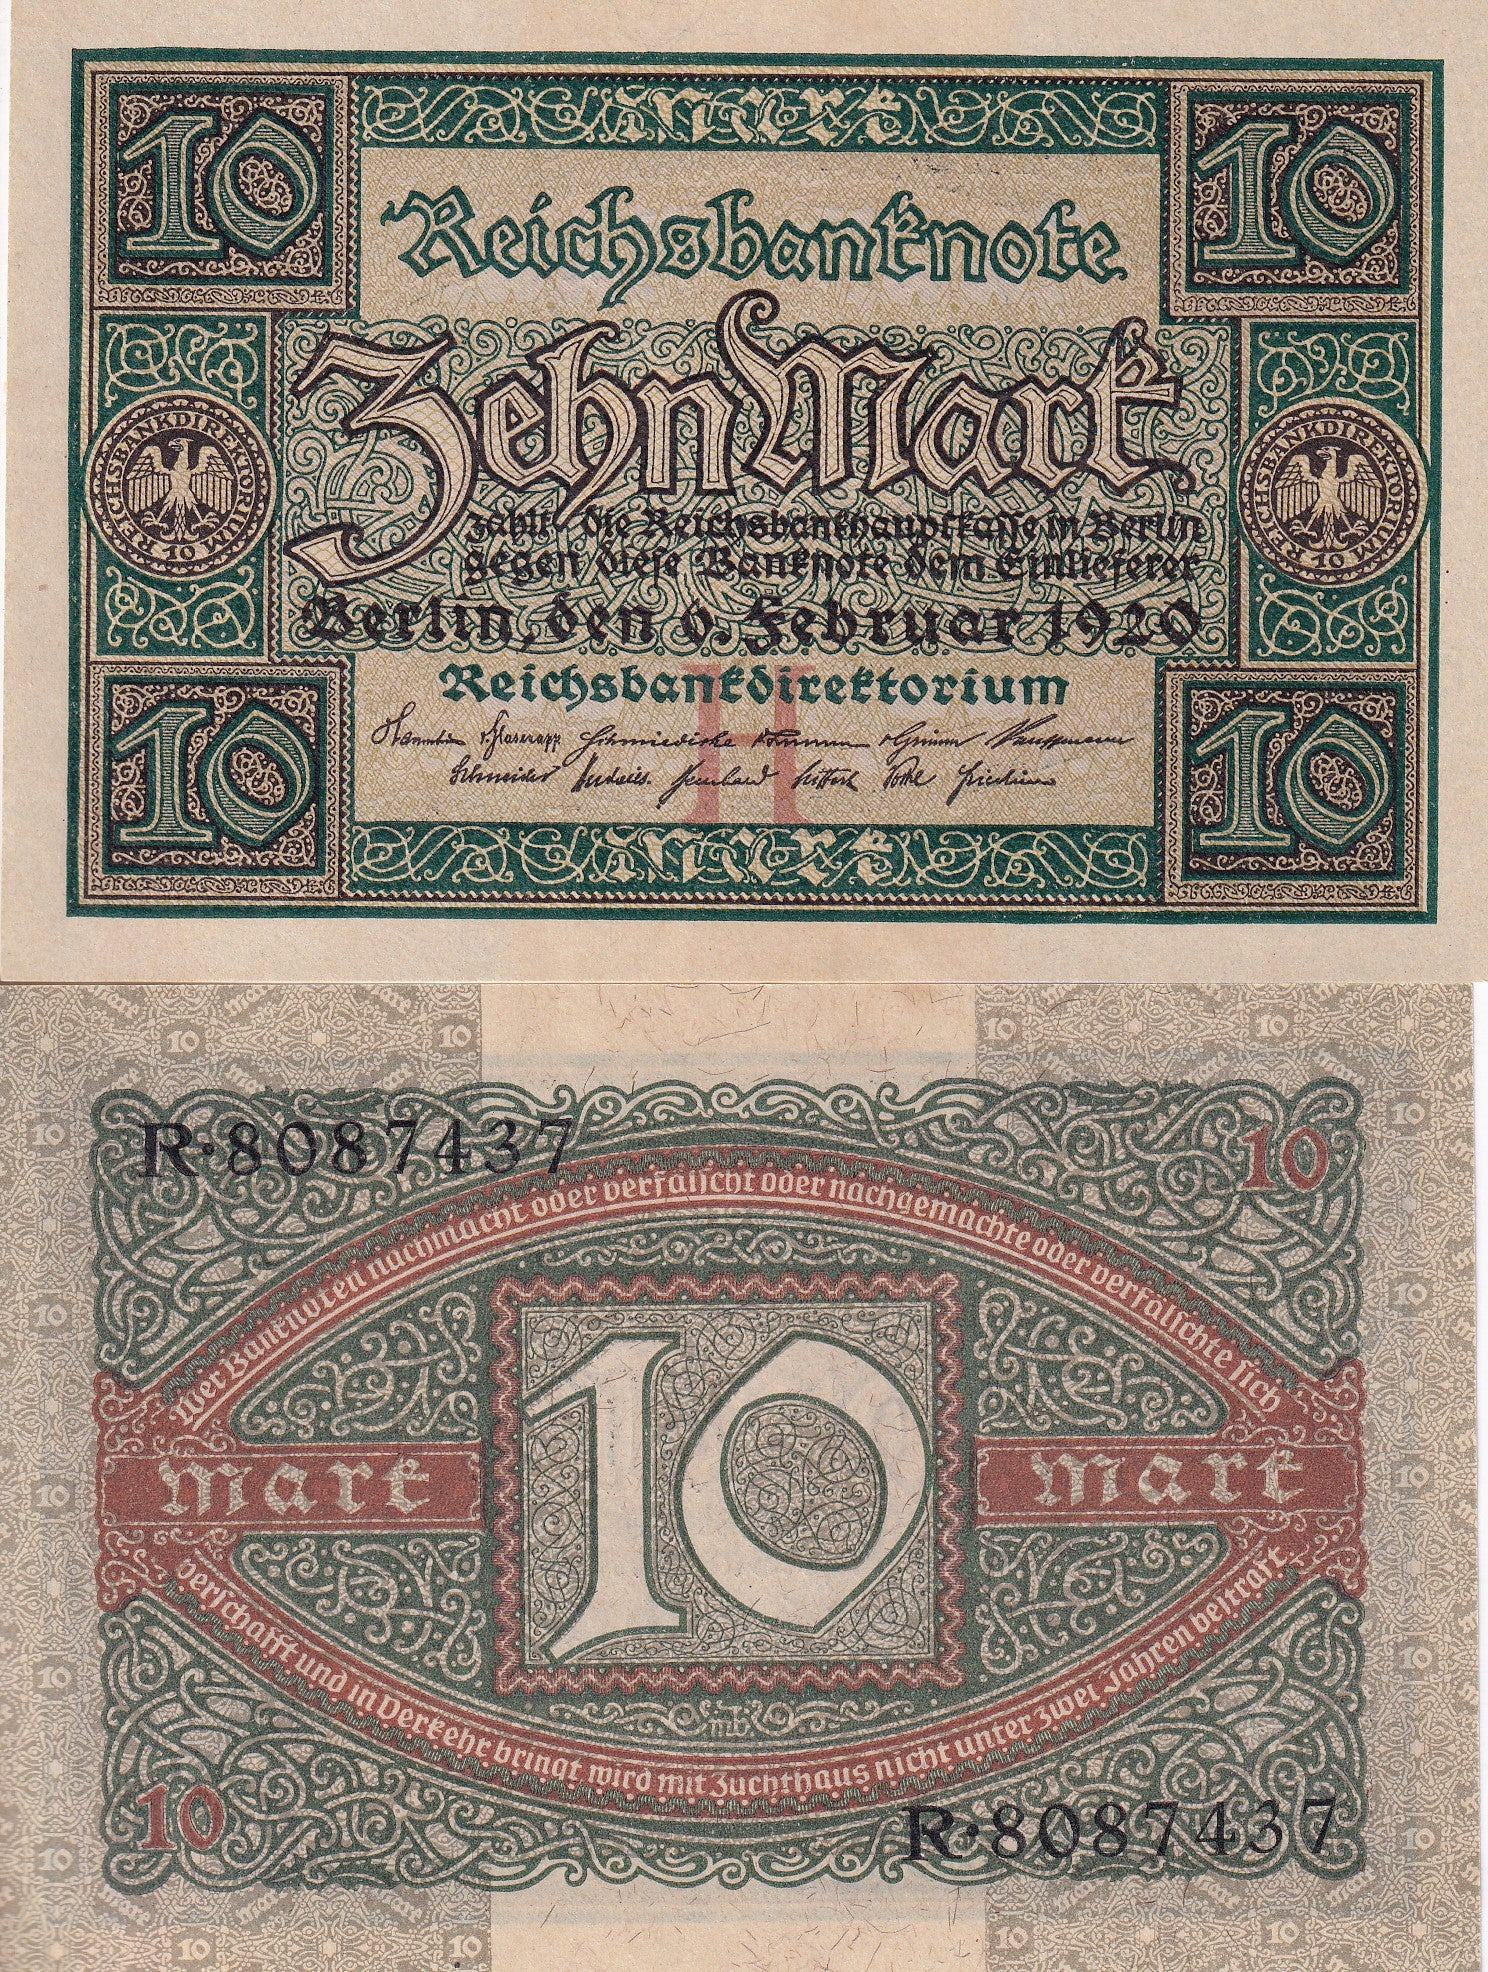 10
10
Reichsbanknote
Zehn Mark
zahlt die Reichsbankhauptkasse in Berlin
gegen diese Banknote dem Einlieferer
Berlin, den 6. Februar 1920
Reichsbankdirektorium
H
Schneider
REICHSBANKDIREKTORIUM
10
REICHSBANKDIREKTORIUM
10
10
10
R·8087437
10
Wer Banknoten nachmacht oder verfälscht oder nachgemachte oder verfälschte sich
Mark
10
Mark
verschafft und in Verkehr bringt wird mit Zuchthaus nicht unter zwei Jahren bestraft.
10
R·8087437